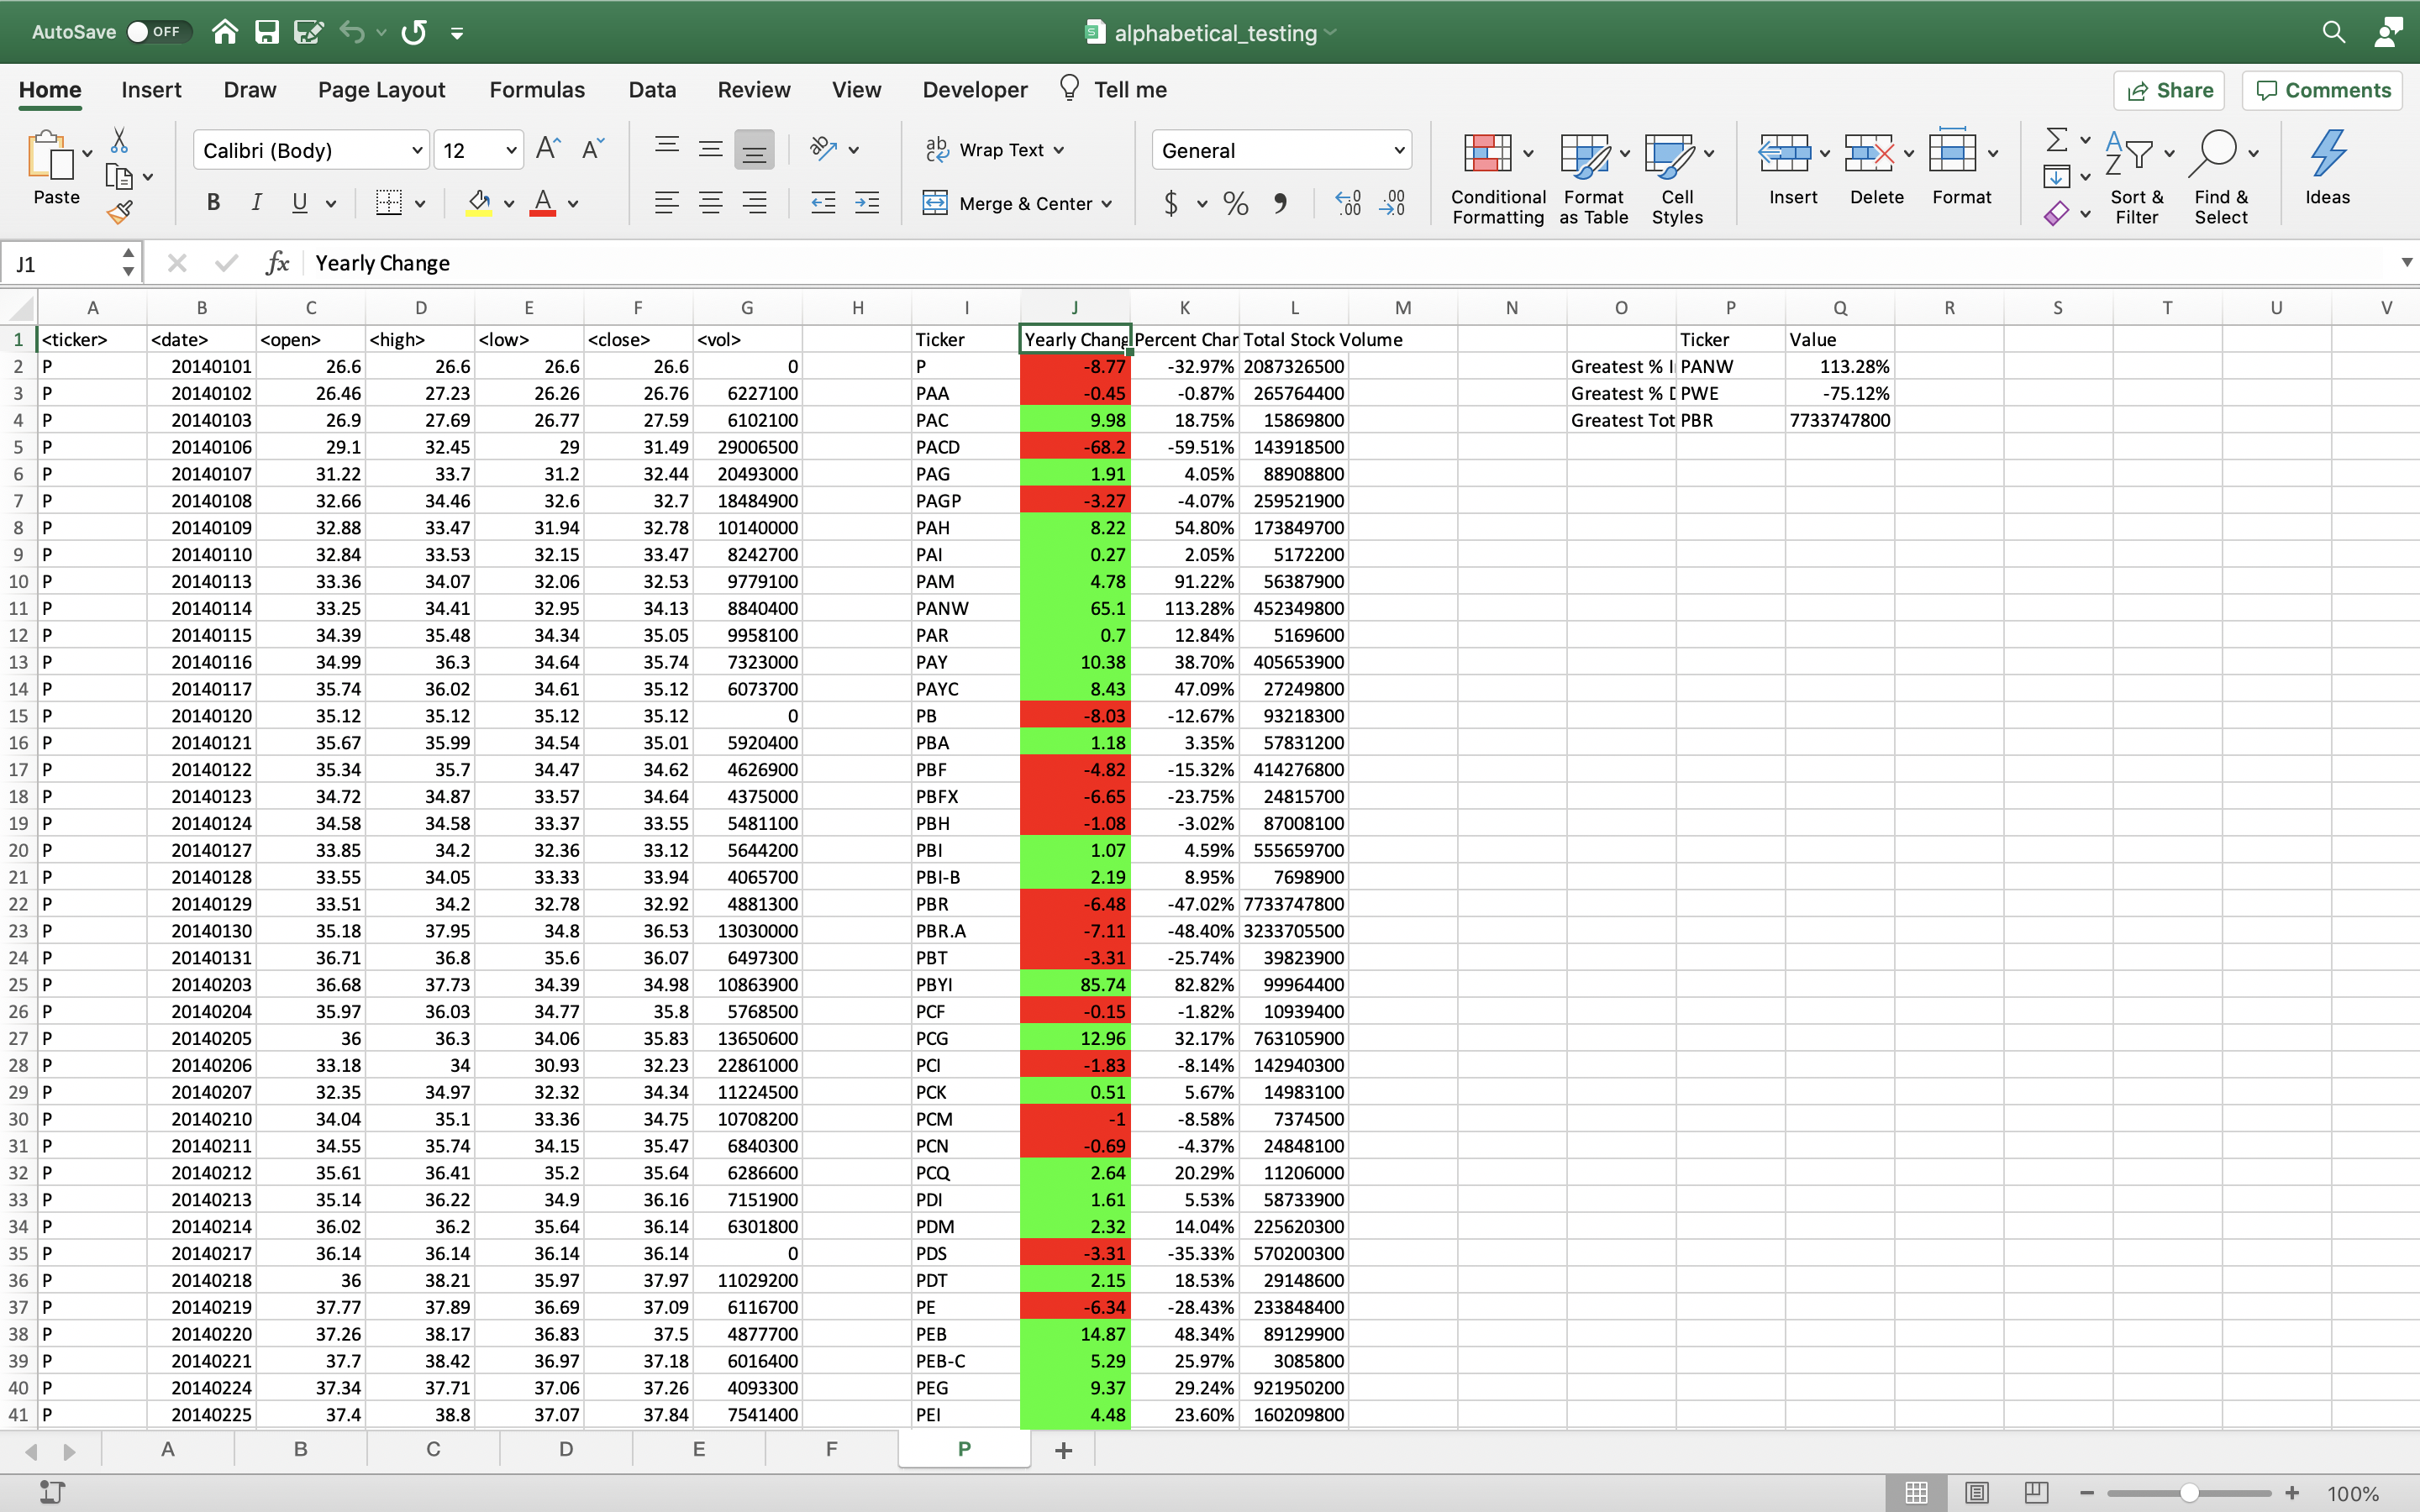 AutoSave OFF alphabetical_testing
Home Insert Draw Page Layout Formulas Data Review View Developer Tell me Share Comments
Paste Calibri (Body) 12 Wrap Text General Conditional Formatting Format as Table Cell Styles Insert Delete Format Sort & Filter Find & Select Ideas
B I U Merge & Center $ %
J1 fx Yearly Change
A B C D E F G H I J K L M N O P Q R S T U V
1 <ticker> <date> <open> <high> <low> <close> <vol> Ticker Yearly Chang Percent Char Total Stock Volume Ticker Value
2 P 20140101 26.6 26.6 26.6 26.6 0 P -8.77 -32.97% 2087326500 Greatest % I PANW 113.28%
3 P 20140102 26.46 27.23 26.26 26.76 6227100 PAA -0.45 -0.87% 265764400 Greatest % D PWE -75.12%
4 P 20140103 26.9 27.69 26.77 27.59 6102100 PAC 9.98 18.75% 15869800 Greatest Tot PBR 7733747800
5 P 20140106 29.1 32.45 29 31.49 29006500 PACD -68.2 -59.51% 143918500
6 P 20140107 31.22 33.7 31.2 32.44 20493000 PAG 1.91 4.05% 88908800
7 P 20140108 32.66 34.46 32.6 32.7 18484900 PAGP -3.27 -4.07% 259521900
8 P 20140109 32.88 33.47 31.94 32.78 10140000 PAH 8.22 54.80% 173849700
9 P 20140110 32.84 33.53 32.15 33.47 8242700 PAI 0.27 2.05% 5172200
10 P 20140113 33.36 34.07 32.06 32.53 9779100 PAM 4.78 91.22% 56387900
11 P 20140114 33.25 34.41 32.95 34.13 8840400 PANW 65.1 113.28% 452349800
12 P 20140115 34.39 35.48 34.34 35.05 9958100 PAR 0.7 12.84% 5169600
13 P 20140116 34.99 36.3 34.64 35.74 7323000 PAY 10.38 38.70% 405653900
14 P 20140117 35.74 36.02 34.61 35.12 6073700 PAYC 8.43 47.09% 27249800
15 P 20140120 35.12 35.12 35.12 35.12 0 PB -8.03 -12.67% 93218300
16 P 20140121 35.67 35.99 34.54 35.01 5920400 PBA 1.18 3.35% 57831200
17 P 20140122 35.34 35.7 34.47 34.62 4626900 PBF -4.82 -15.32% 414276800
18 P 20140123 34.72 34.87 33.57 34.64 4375000 PBFX -6.65 -23.75% 24815700
19 P 20140124 34.58 34.58 33.37 33.55 5481100 PBH -1.08 -3.02% 87008100
20 P 20140127 33.85 34.2 32.36 33.12 5644200 PBI 1.07 4.59% 555659700
21 P 20140128 33.55 34.05 33.33 33.94 4065700 PBI-B 2.19 8.95% 7698900
22 P 20140129 33.51 34.2 32.78 32.92 4881300 PBR -6.48 -47.02% 7733747800
23 P 20140130 35.18 37.95 34.8 36.53 13030000 PBR.A -7.11 -48.40% 3233705500
24 P 20140131 36.71 36.8 35.6 36.07 6497300 PBT -3.31 -25.74% 39823900
25 P 20140203 36.68 37.73 34.39 34.98 10863900 PBYI 85.74 82.82% 99964400
26 P 20140204 35.97 36.03 34.77 35.8 5768500 PCF -0.15 -1.82% 10939400
27 P 20140205 36 36.3 34.06 35.83 13650600 PCG 12.96 32.17% 763105900
28 P 20140206 33.18 34 30.93 32.23 22861000 PCI -1.83 -8.14% 142940300
29 P 20140207 32.35 34.97 32.32 34.34 11224500 PCK 0.51 5.67% 14983100
30 P 20140210 34.04 35.1 33.36 34.75 10708200 PCM -1 -8.58% 7374500
31 P 20140211 34.55 35.74 34.15 35.47 6840300 PCN -0.69 -4.37% 24848100
32 P 20140212 35.61 36.41 35.2 35.64 6286600 PCQ 2.64 20.29% 11206000
33 P 20140213 35.14 36.22 34.9 36.16 7151900 PDI 1.61 5.53% 58733900
34 P 20140214 36.02 36.2 35.64 36.14 6301800 PDM 2.32 14.04% 225620300
35 P 20140217 36.14 36.14 36.14 36.14 0 PDS -3.31 -35.33% 570200300
36 P 20140218 36 38.21 35.97 37.97 11029200 PDT 2.15 18.53% 29148600
37 P 20140219 37.77 37.89 36.69 37.09 6116700 PE -6.34 -28.43% 233848400
38 P 20140220 37.26 38.17 36.83 37.5 4877700 PEB 14.87 48.34% 89129900
39 P 20140221 37.7 38.42 36.97 37.18 6016400 PEB-C 5.29 25.97% 3085800
40 P 20140224 37.34 37.71 37.06 37.26 4093300 PEG 9.37 29.24% 921950200
41 P 20140225 37.4 38.8 37.07 37.84 7541400 PEI 4.48 23.60% 160209800
A B C D E F P +
100%